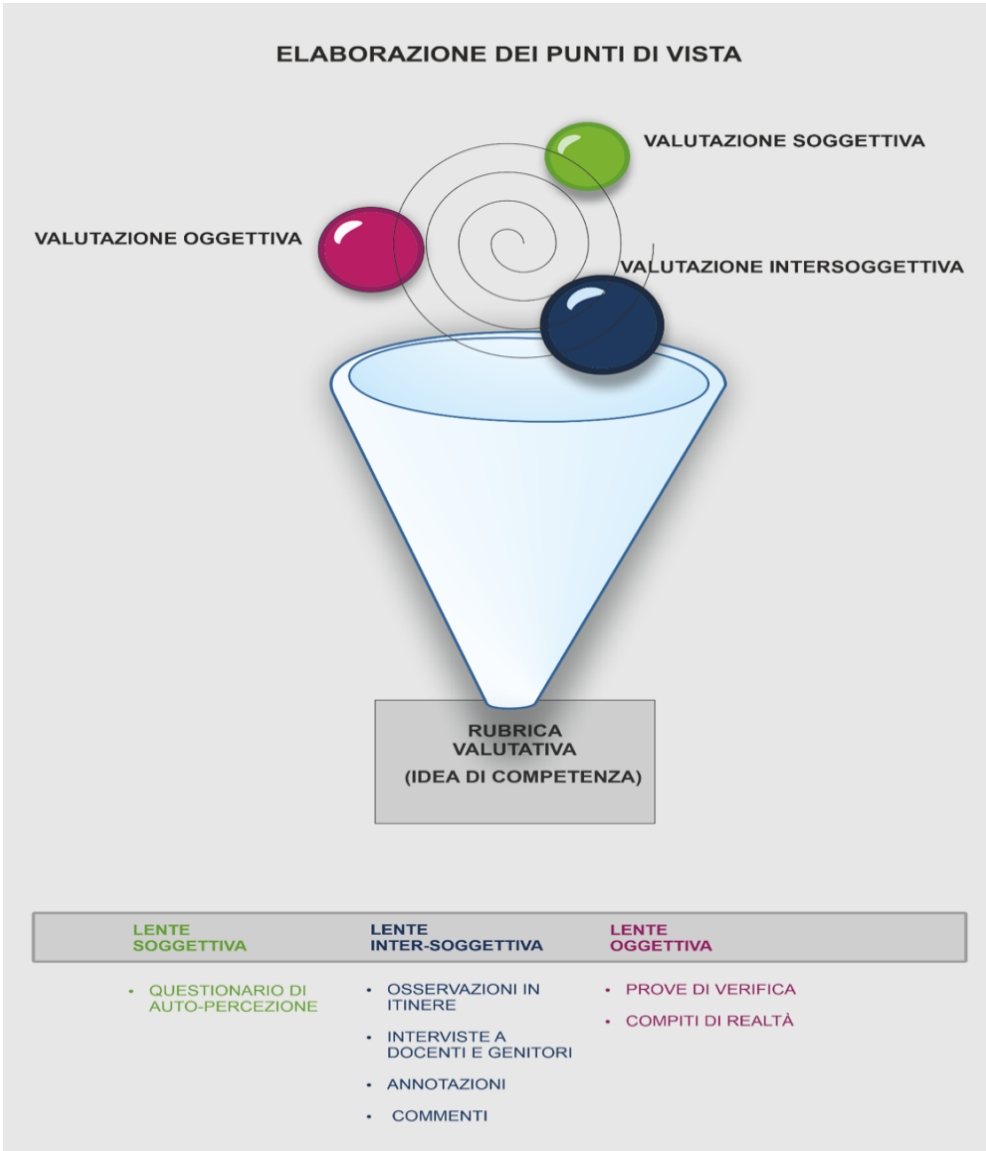 ELABORAZIONE DEI PUNTI DI VISTA
VALUTAZIONE SOGGETTIVA
VALUTAZIONE OGGETTIVA
VALUTAZIONE INTERSOGGETTIVA
RUBRICA
VALUTATIVA
(IDEA DI COMPETENZA)
LENTE
SOGGETTIVA
• QUESTIONARIO DI
AUTO-PERCEZIONE
LENTE
INTER-SOGGETTIVA
• OSSERVAZIONI IN
ITINERE
• INTERVISTE A
DOCENTI E GENITORI
• ANNOTAZIONI
• COMMENTI
LENTE
OGGETTIVA
• PROVE DI VERIFICA
• COMPITI DI REALTÀ